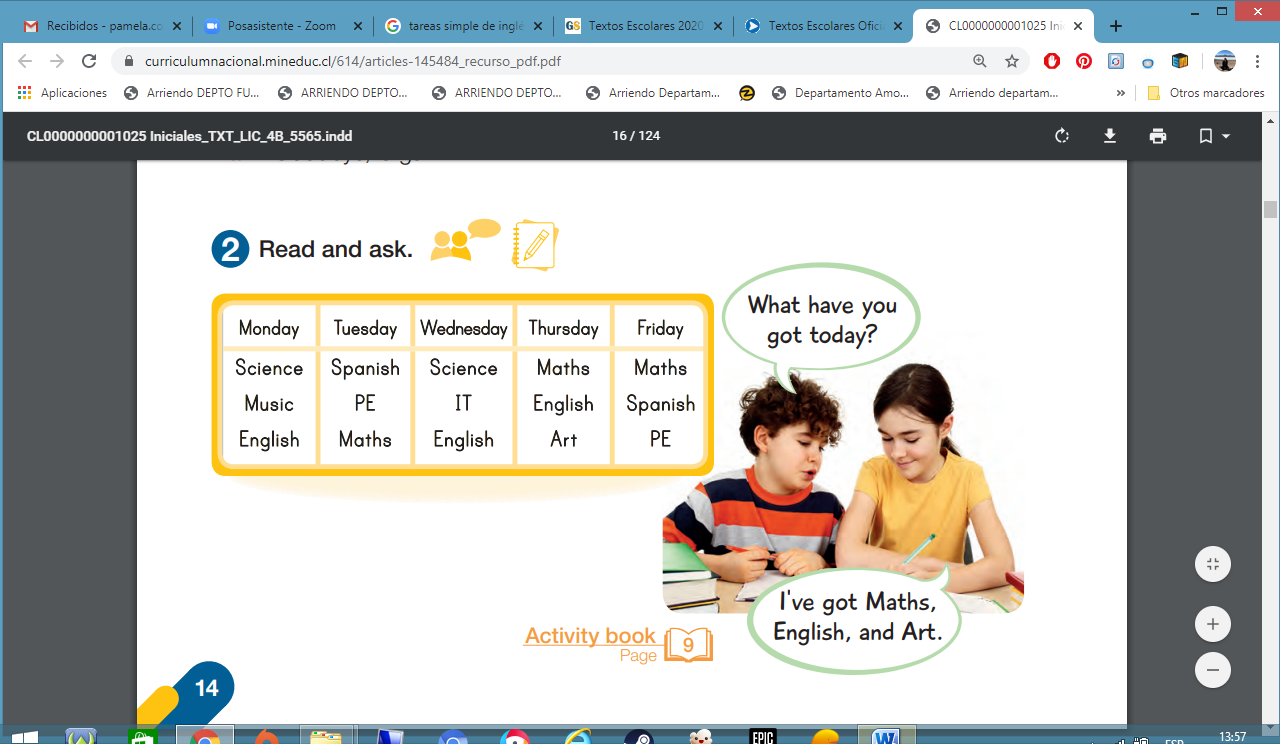 Recibidos - pamela.co
Posasistente - Zoom
tareas simple de inglé
GS Textos Escolares 2020
Textos Escolares Ofici
CL0000000001025 Ini
curriculumnacional.mineduc.cl/614/articles-145484_recurso_pdf.pdf
Aplicaciones
Arriendo DEPTO FU...
ARRIENDO DEPTO...
ARRIENDO DEPTO...
Arriendo Departam...
Departamento Amo...
Arriendo departam...
»
Otros marcadores
CL0000000001025 Iniciales_TXT_LIC_4B_5565.indd
16 / 124
2 Read and ask.
Monday Tuesday Wednesday Thursday Friday
Science Spanish Science Maths Maths
Music PE IT English Spanish
English Maths English Art PE
What have you
got today?
I've got Maths,
English, and Art.
Activity book
Page 9
14
EPIC
ESP
13:57